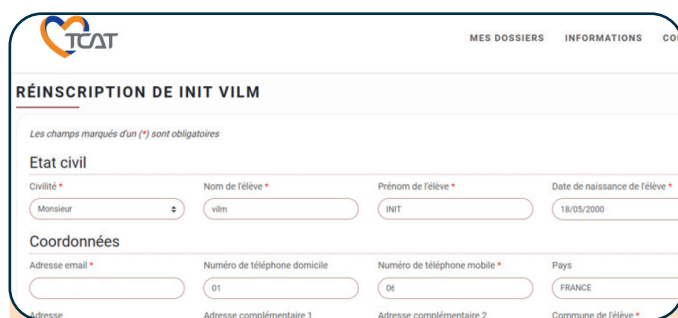 TCAT
MES DOSSIERS INFORMATIONS
RÉINSCRIPTION DE INIT VILM
Les champs marqués d'un (*) sont obligatoires
Etat civil
Civilité * Nom de l'élève * Prénom de l'élève * Date de naissance de l'élève *
Monsieur vilm INIT 18/05/2000
Coordonnées
Adresse email * Numéro de téléphone domicile Numéro de téléphone mobile * Pays
01 06 FRANCE
Adresse Adresse complémentaire 1 Adresse complémentaire 2 Commune de l'élève *